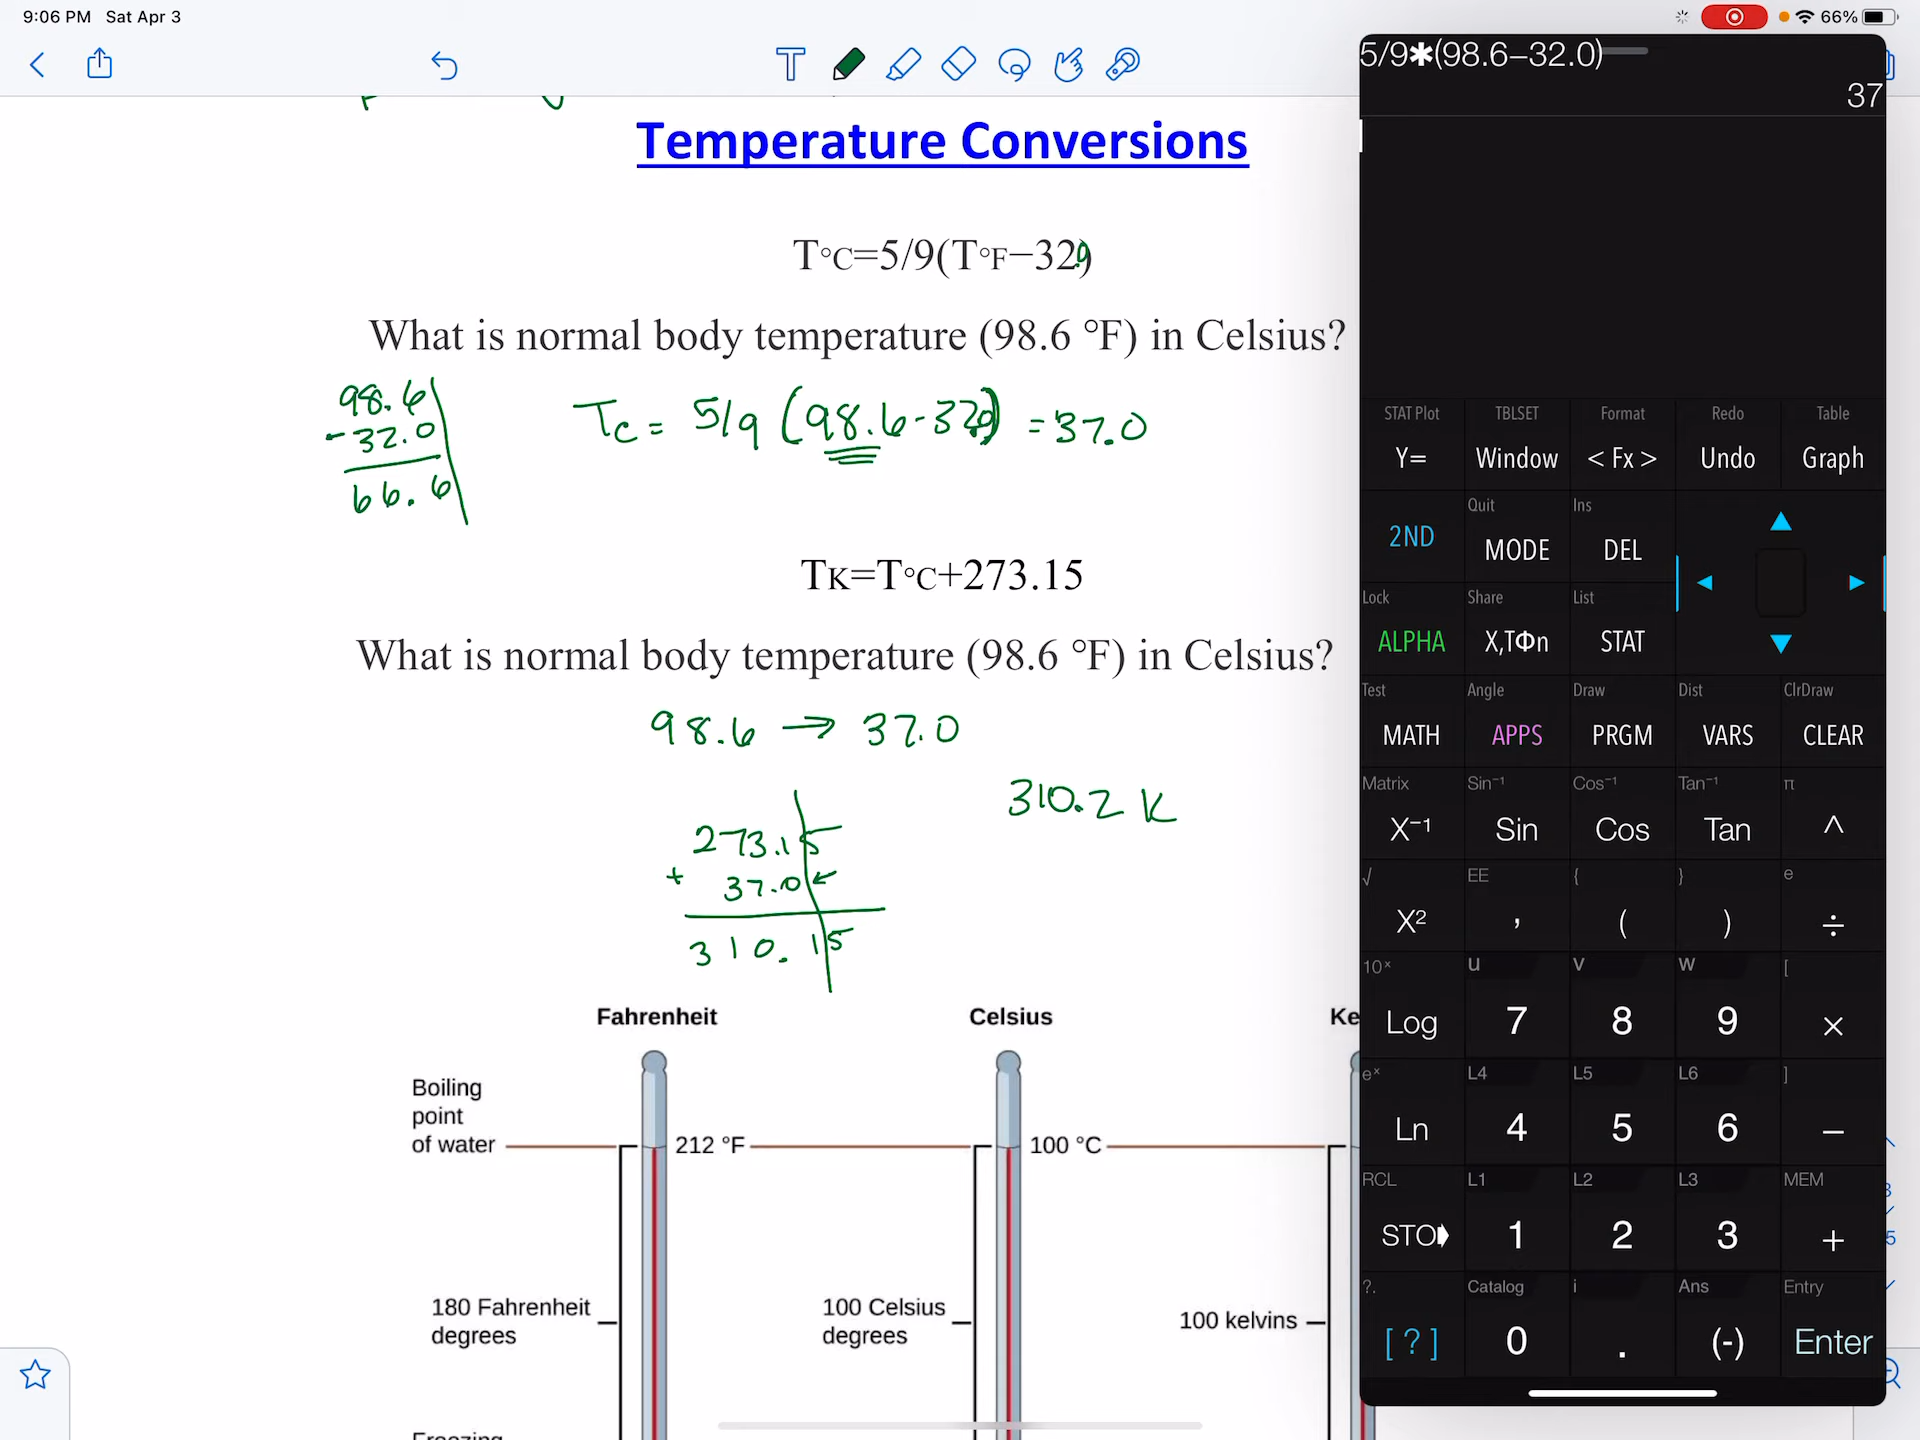 9:06 PM Sat Apr 3
66%
Temperature Conversions
T°C=5/9(T°F−32.0)
What is normal body temperature (98.6 °F) in Celsius?
98.6
-32.0
66.6
Tc = 5/9 (98.6-32.0) = 37.0
TK=T°C+273.15
What is normal body temperature (98.6 °F) in Celsius?
98.6 → 37.0
310.2 K
273.15
+ 37.0 ←
310.15
Fahrenheit Celsius Ke
Boiling
point
of water
212 °F
100 °C
180 Fahrenheit
degrees
100 Celsius
degrees
100 kelvins
5/9✱(98.6−32.0)
37
STAT Plot TBLSET Format Redo Table
Y= Window < Fx > Undo Graph
Quit Ins
2ND MODE DEL
Lock Share List
ALPHA X,TΦn STAT
Test Angle Draw Dist ClrDraw
MATH APPS PRGM VARS CLEAR
Matrix Sin⁻¹ Cos⁻¹ Tan⁻¹ π
X⁻¹ Sin Cos Tan ^
√ EE { } e
X² , ( ) ÷
10ˣ u v w [
Log 7 8 9 ×
eˣ L4 L5 L6 ]
Ln 4 5 6 −
RCL L1 L2 L3 MEM
STO 1 2 3 +
?. Catalog i Ans Entry
[ ? ] 0 . (-) Enter